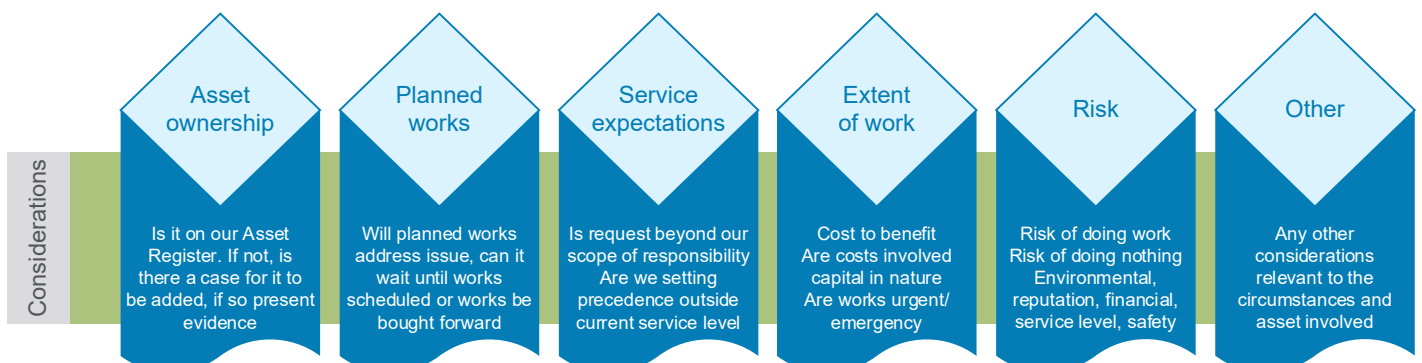 Considerations
Asset
ownership
Is it on our Asset
Register. If not, is
there a case for it to
be added, if so present
evidence
Planned
works
Will planned works
address issue, can it
wait until works
scheduled or works be
bought forward
Service
expectations
Is request beyond our
scope of responsibility
Are we setting
precedence outside
current service level
Extent
of work
Cost to benefit
Are costs involved
capital in nature
Are works urgent/
emergency
Risk
Risk of doing work
Risk of doing nothing
Environmental,
reputation, financial,
service level, safety
Other
Any other
considerations
relevant to the
circumstances and
asset involved